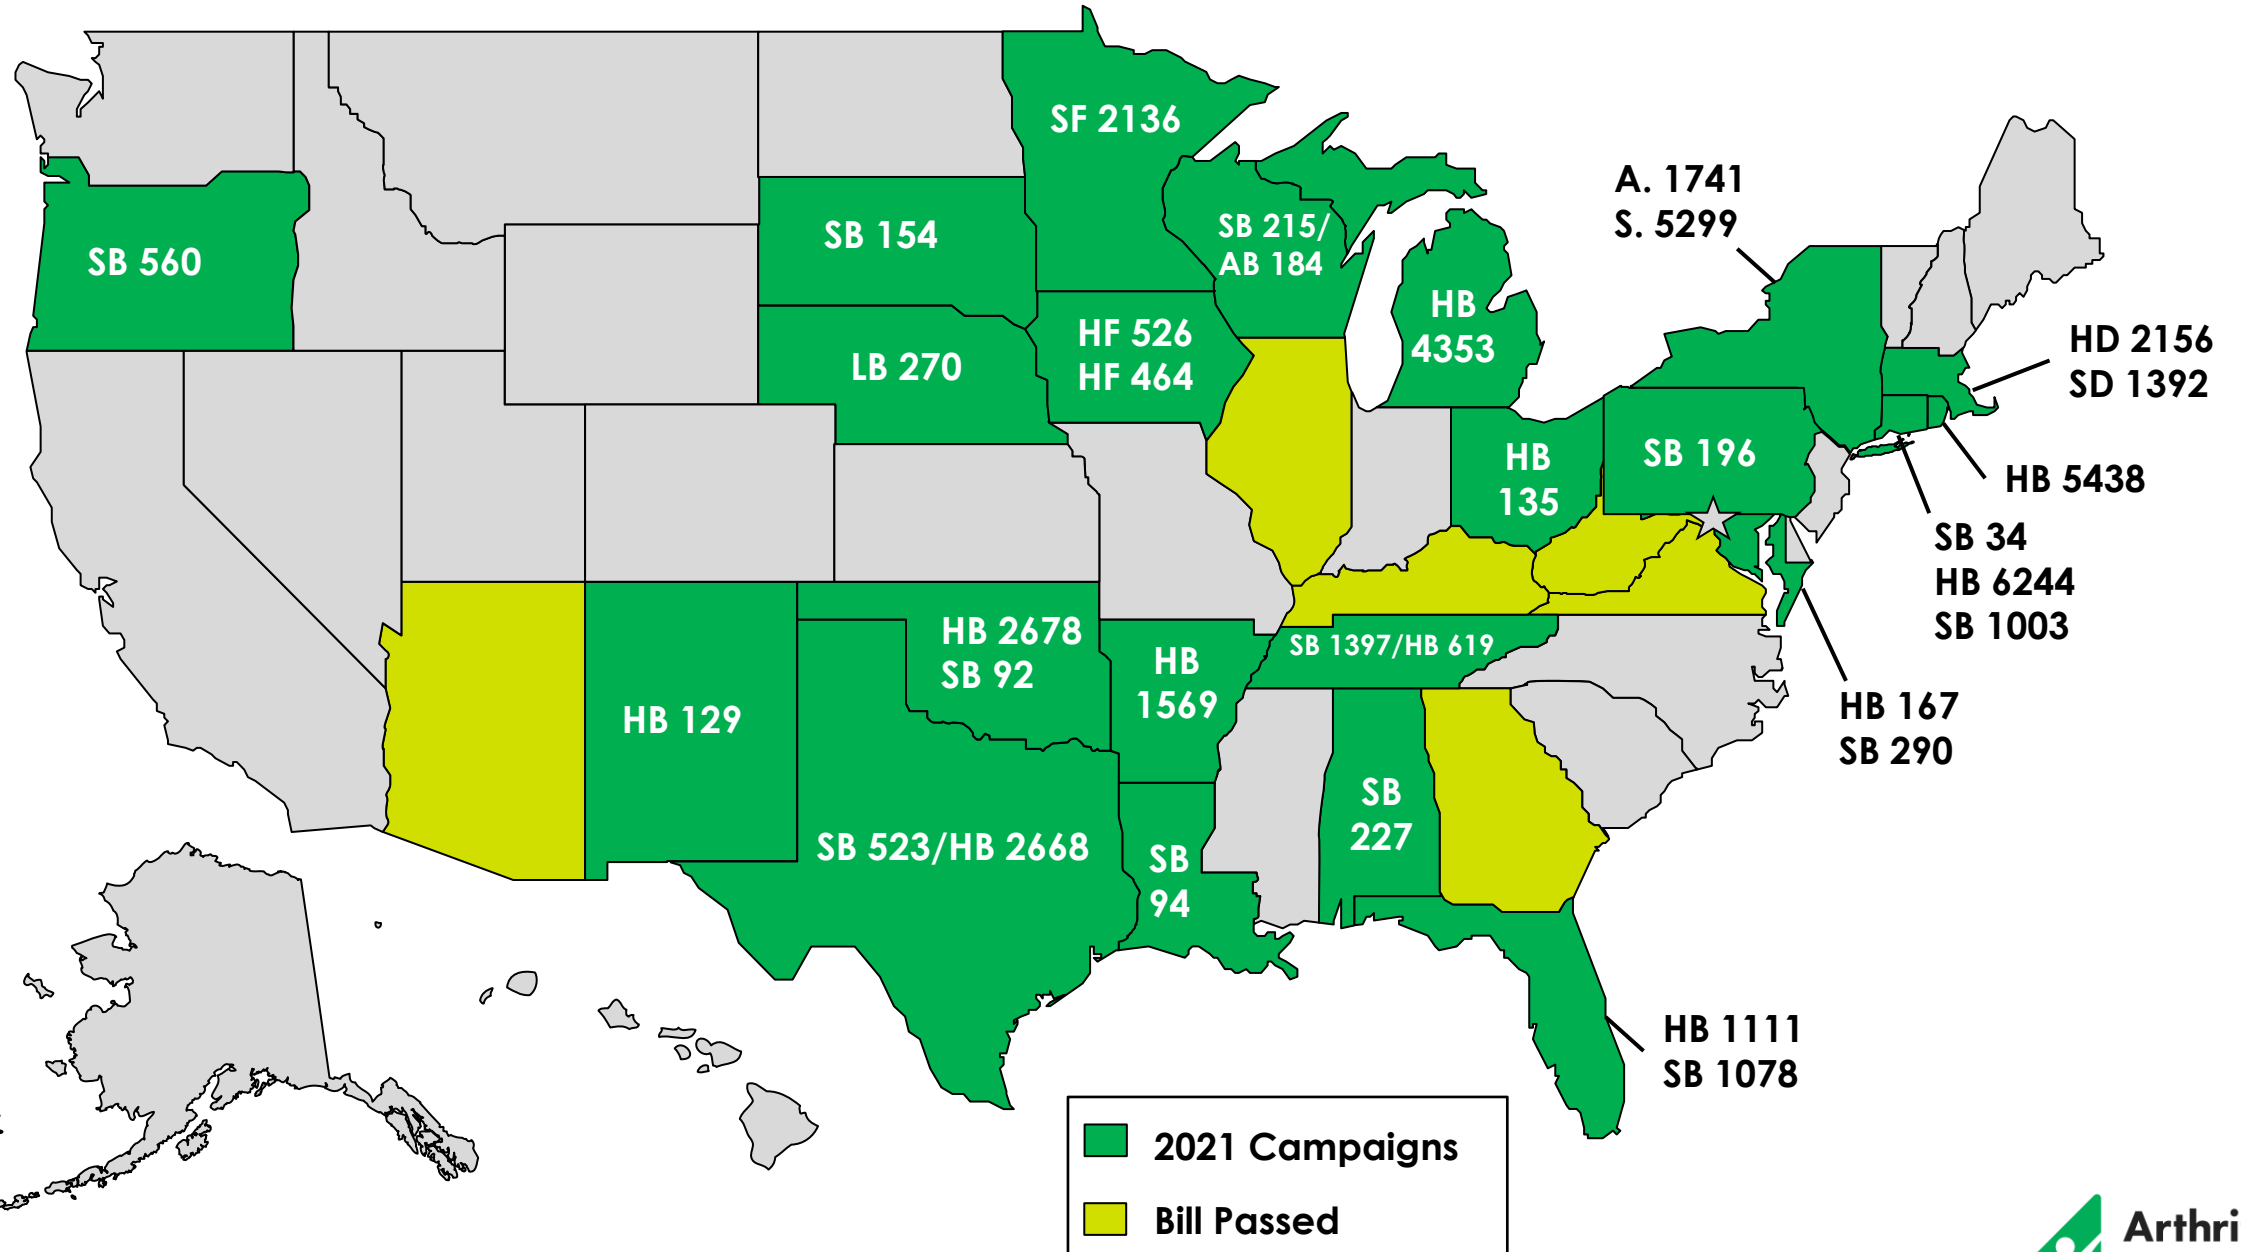 SF 2136
A. 1741
S. 5299
SB 560
SB 154
SB 215/
AB 184
HB
4353
HF 526
HF 464
LB 270
HD 2156
SD 1392
SB 196
HB
135
HB 5438
SB 34
HB 6244
SB 1003
HB 2678
SB 92
SB 1397/HB 619
HB
1569
HB 129
HB 167
SB 290
SB 523/HB 2668
SB
94
SB
227
HB 1111
SB 1078
2021 Campaigns
Bill Passed
Arthri